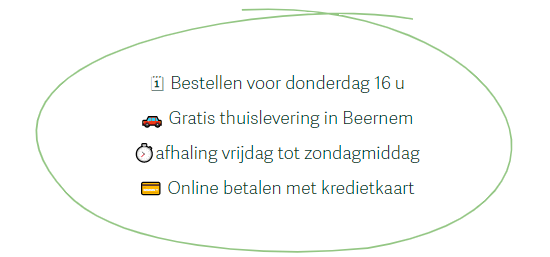 Bestellen voor donderdag 16 u
Gratis thuislevering in Beernem
afhaling vrijdag tot zondagmiddag
Online betalen met kredietkaart